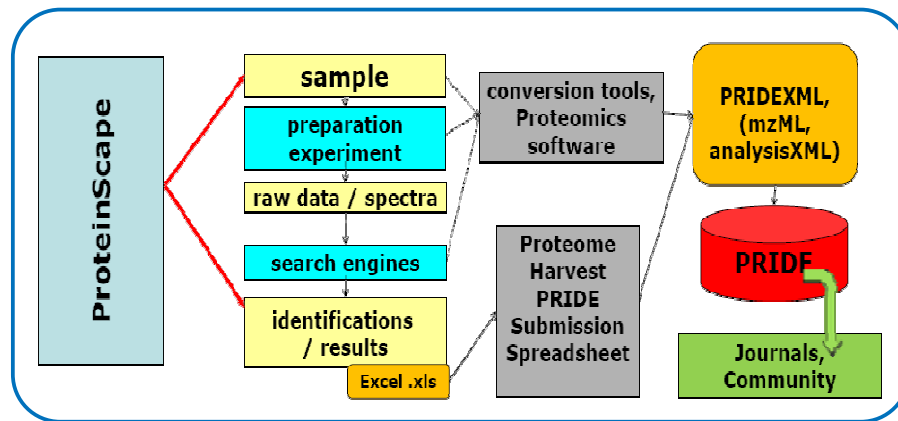 ProteinScape
sample
preparation
experiment
raw data / spectra
search engines
identifications
/ results
Excel .xls
conversion tools,
Proteomics
software
Proteome
Harvest
PRIDE
Submission
Spreadsheet
PRIDEXML,
(mzML,
analysisXML)
PRIDE
Journals,
Community